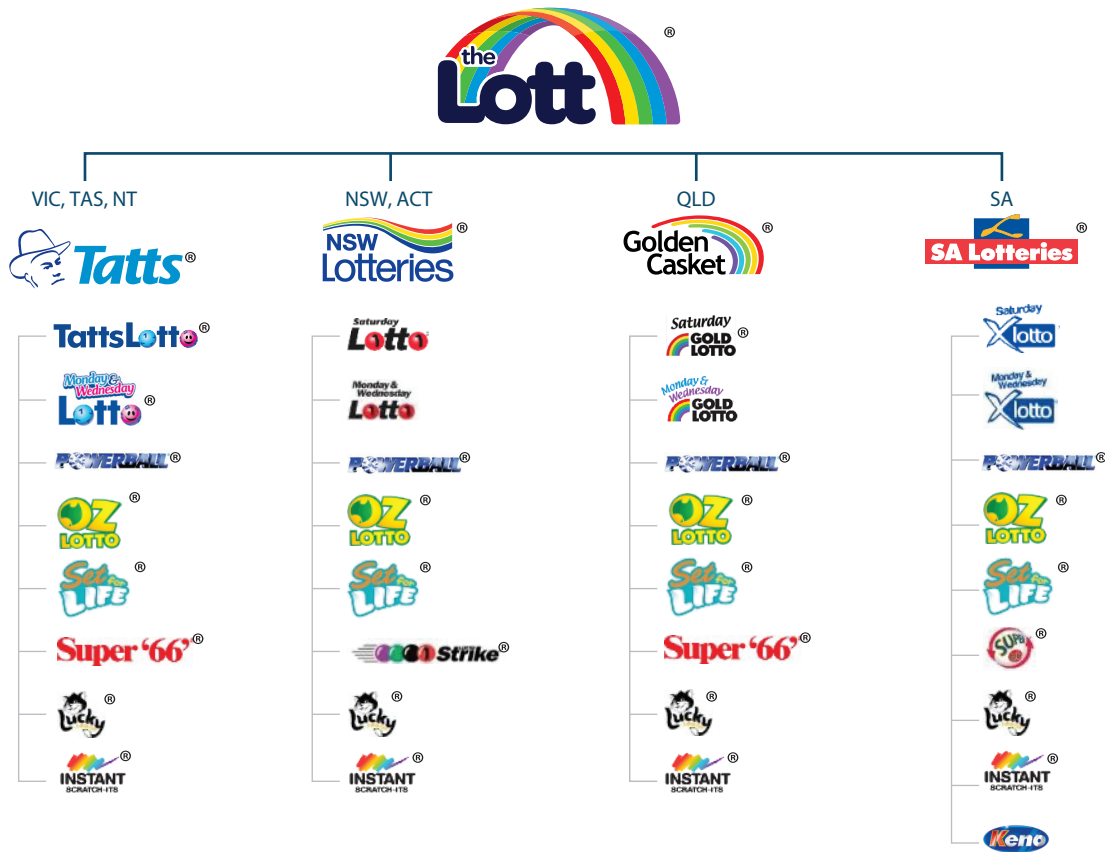 the
Lott ®
VIC, TAS, NT
Tatts ®
TattsLotto ®
Monday &
Wednesday
Lotto ®
POWERBALL ®
OZ ®
LOTTO
Set for ®
LIFE
Super ‘66’ ®
Lucky ®
INSTANT ®
SCRATCH-ITS
NSW, ACT
NSW ®
Lotteries
Saturday
Lotto
Monday &
Wednesday
Lotto
POWERBALL ®
OZ ®
LOTTO
Set for ®
LIFE
Strike ®
Lucky ®
INSTANT ®
SCRATCH-ITS
QLD
Golden ®
Casket
Saturday
GOLD ®
LOTTO
Monday &
Wednesday
GOLD
LOTTO
POWERBALL ®
OZ ®
LOTTO
Set for ®
LIFE
Super ‘66’ ®
Lucky ®
INSTANT ®
SCRATCH-ITS
SA
SA Lotteries ®
Saturday
X lotto
Monday &
Wednesday
X lotto
POWERBALL ®
OZ ®
LOTTO
Set for ®
LIFE
SUPER ®
Lucky ®
INSTANT ®
SCRATCH-ITS
Keno